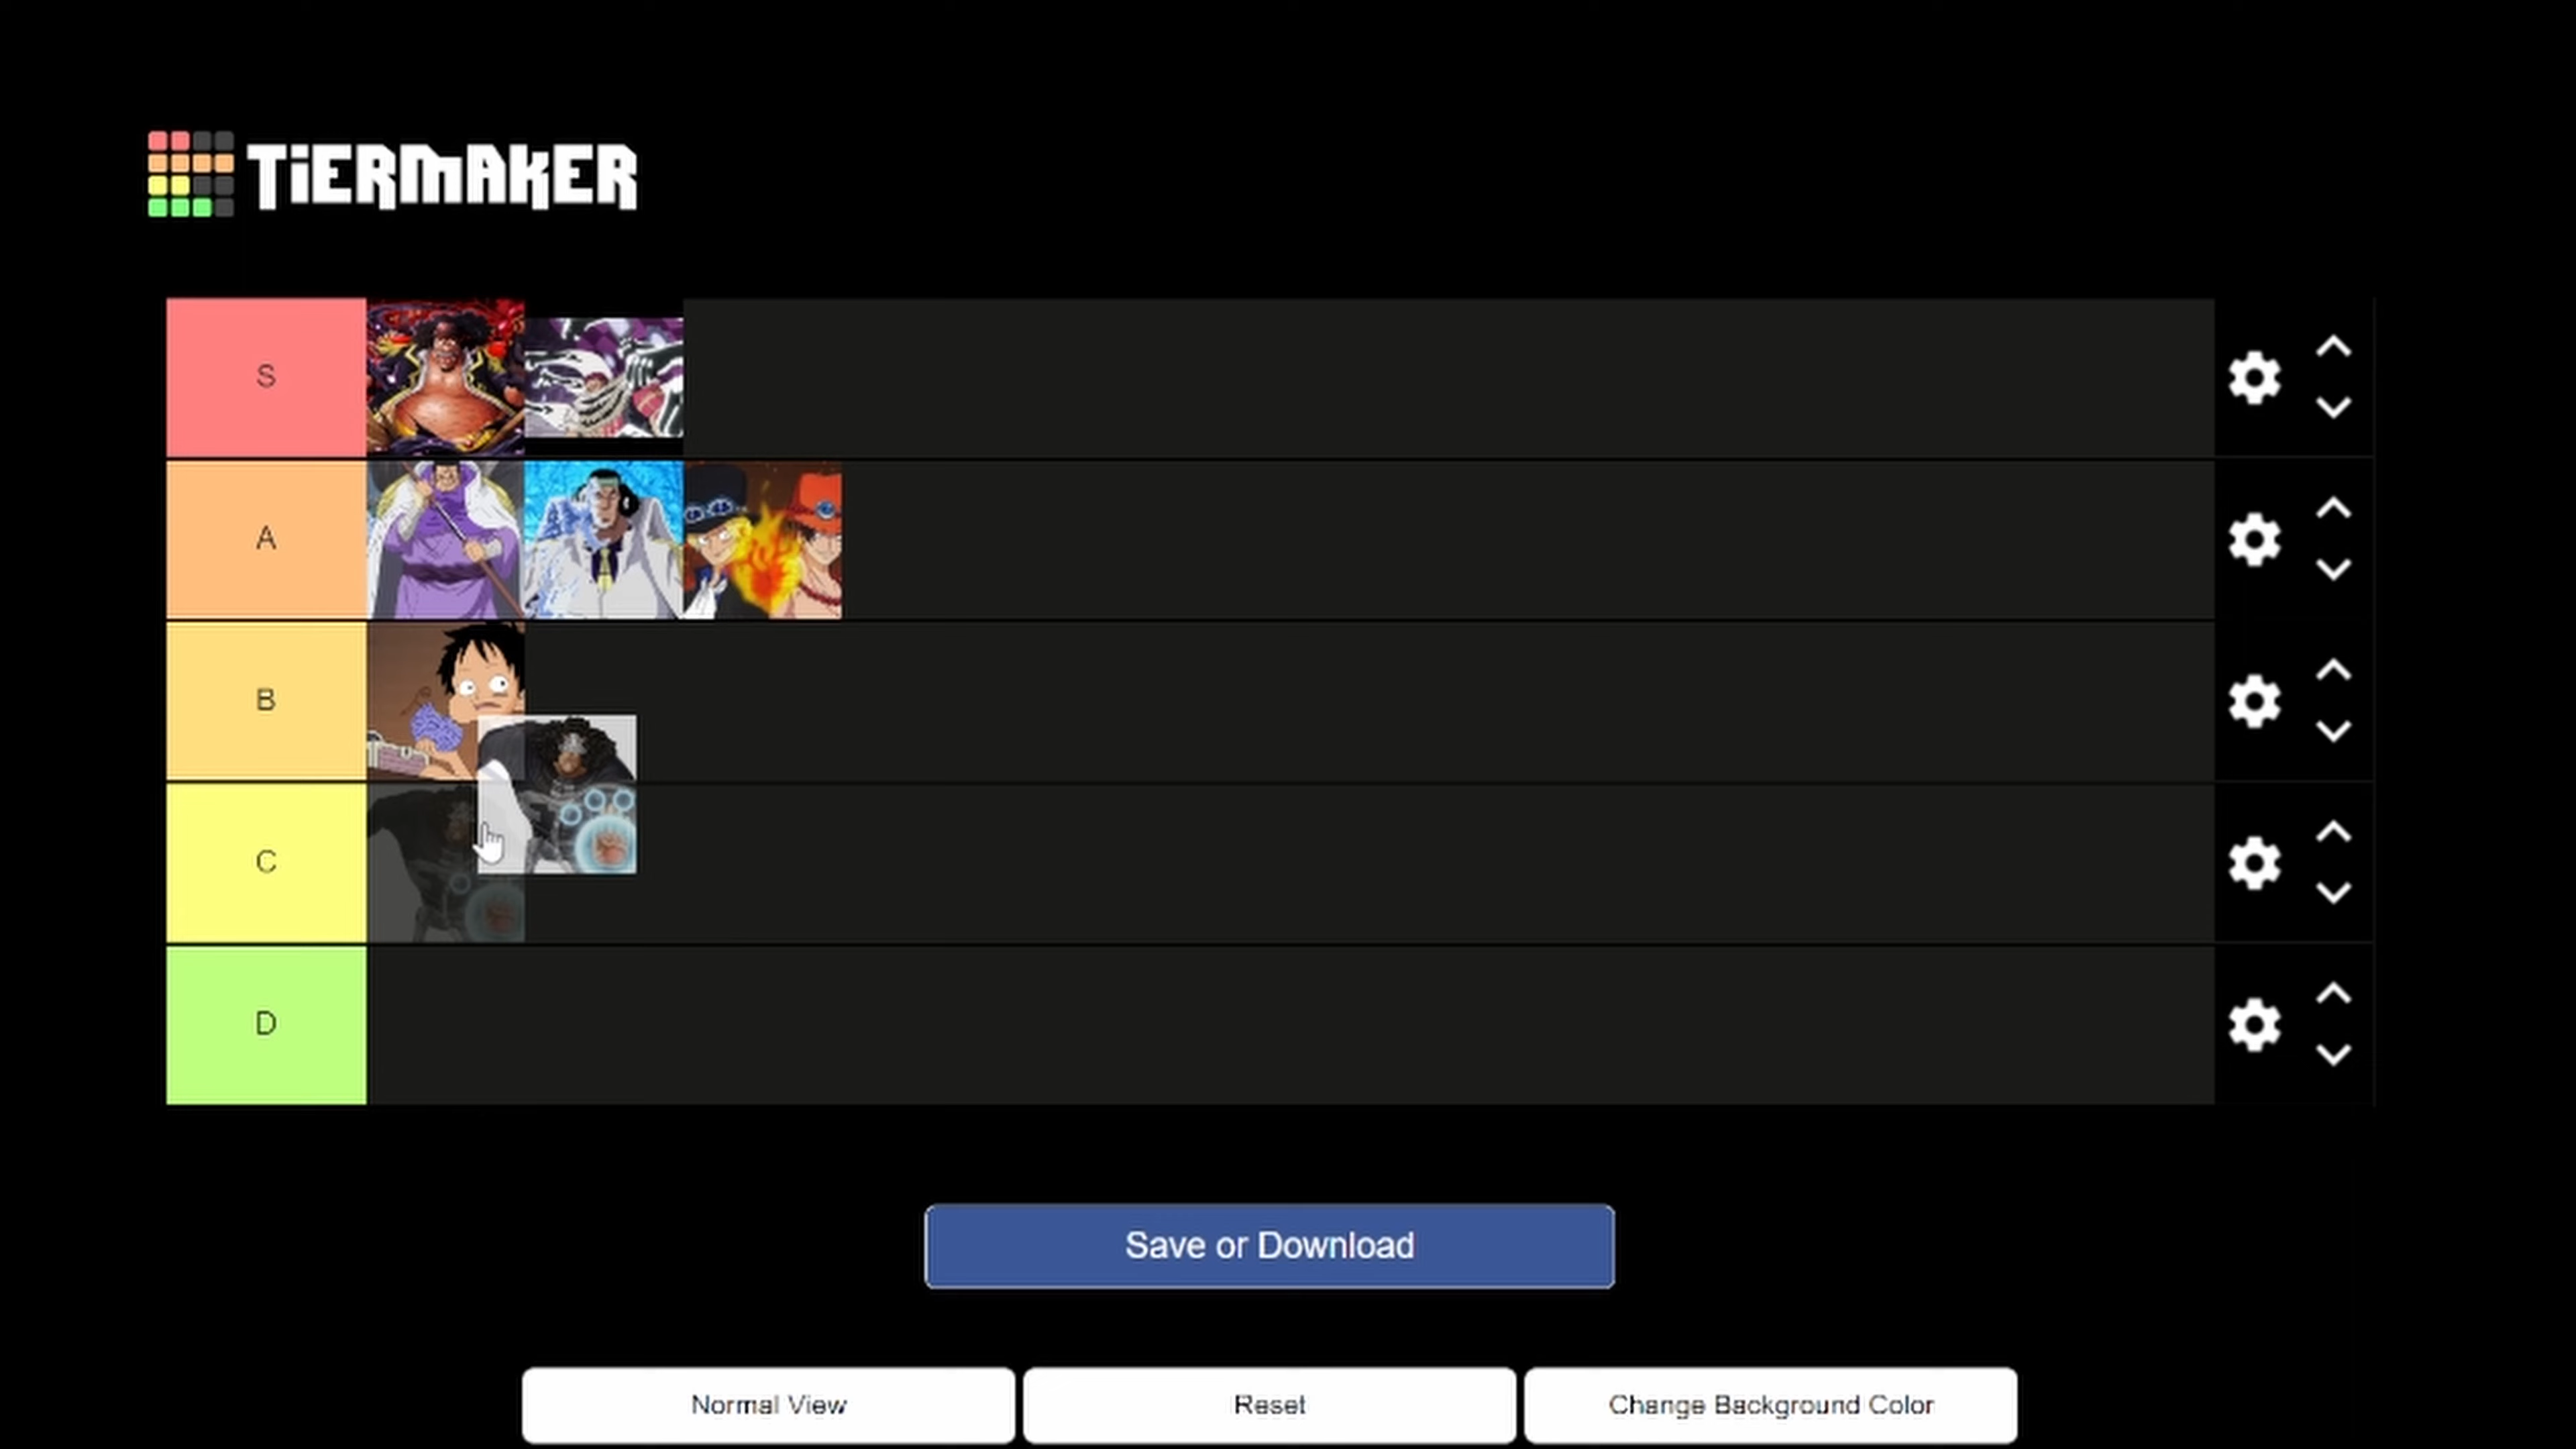 TiERMAKER
S
A
B
C
D
Save or Download
Normal View
Reset
Change Background Color